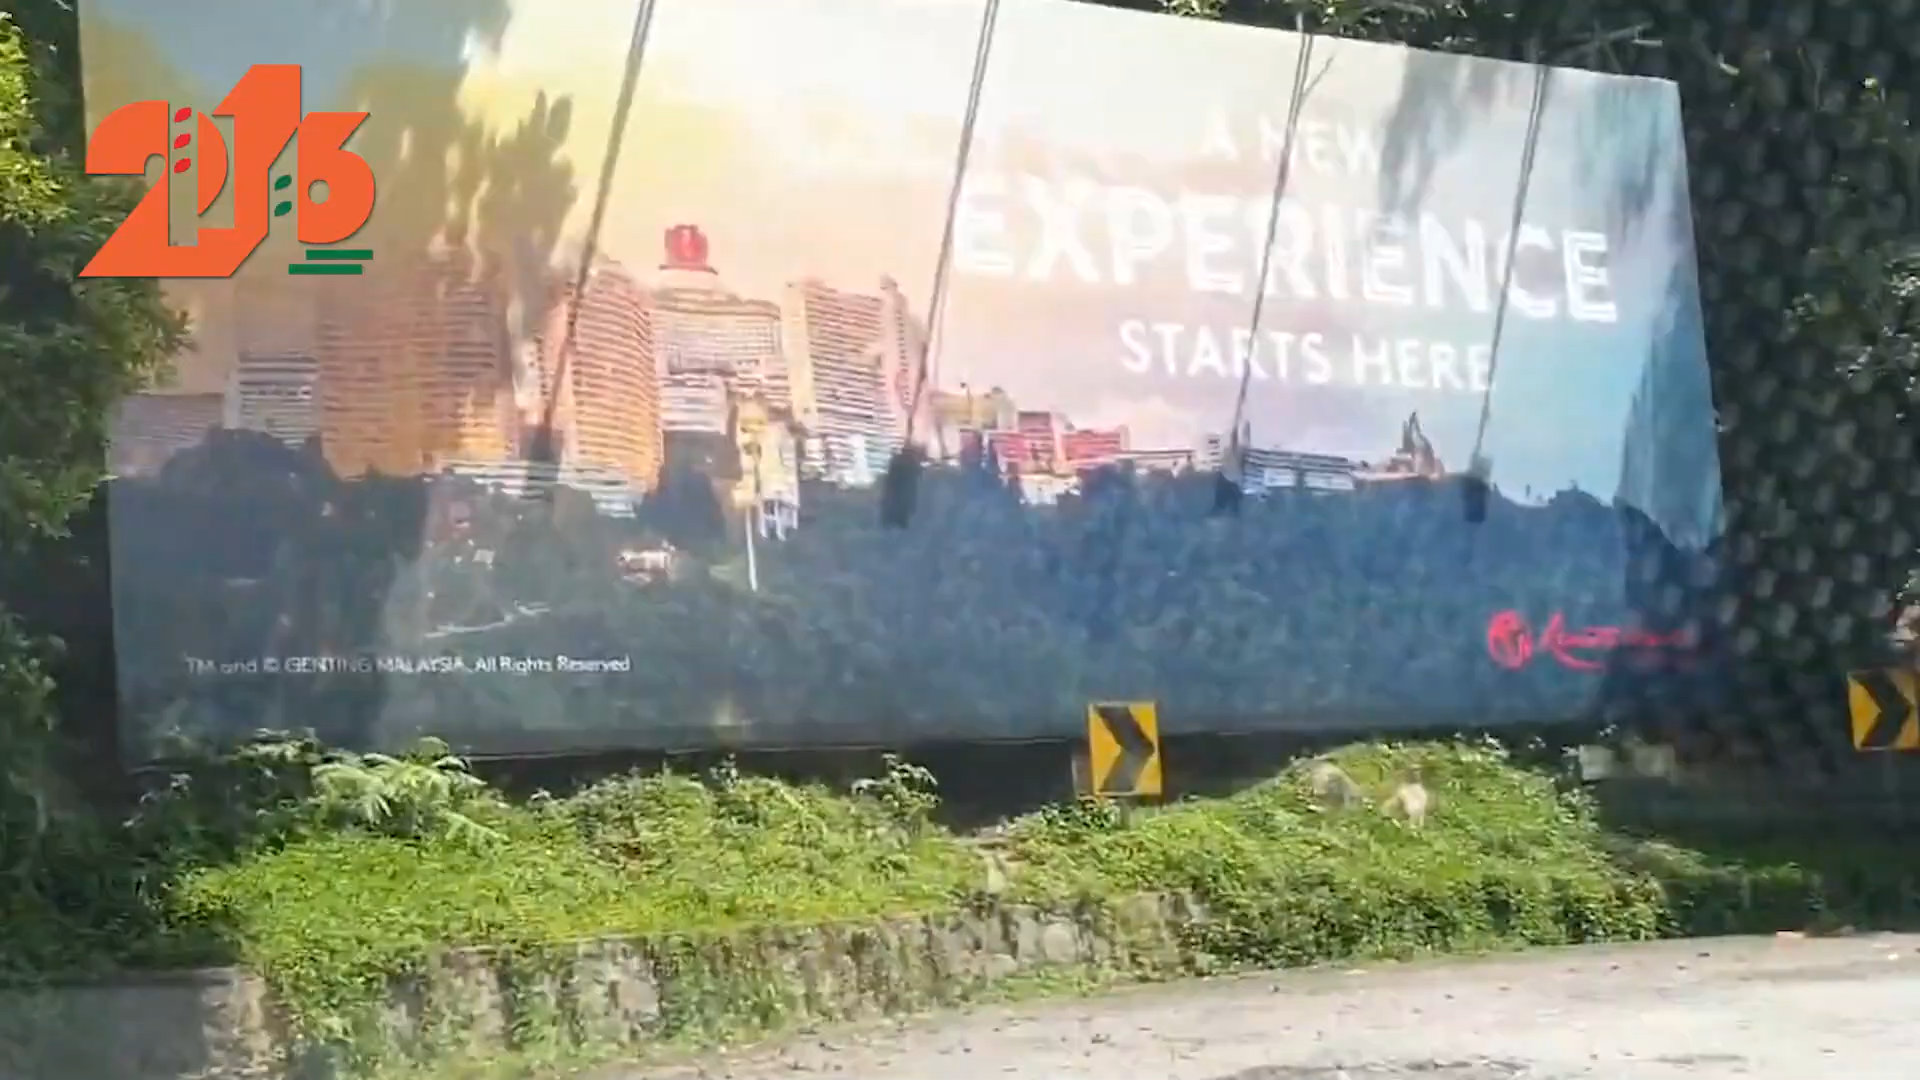 A NEW
EXPERIENCE
STARTS HERE
TM and © GENTING MALAYSIA. All Rights Reserved